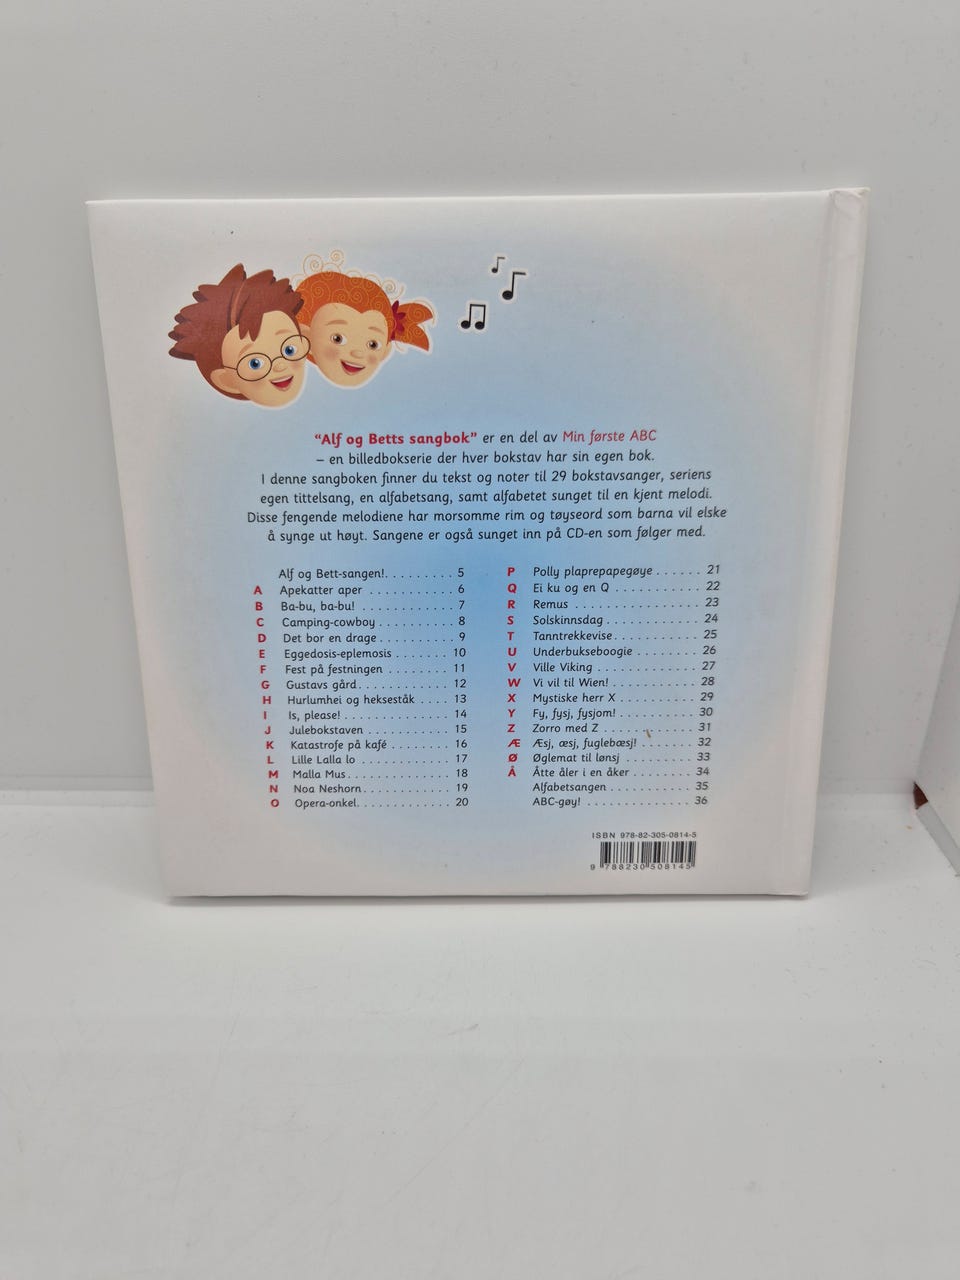 "Alf og Betts sangbok" er en del av Min første ABC
– en billedbokserie der hver bokstav har sin egen bok.
I denne sangboken finner du tekst og noter til 29 bokstavsanger, seriens
egen tittelsang, en alfabetsang, samt alfabetet sunget til en kjent melodi.
Disse fengende melodiene har morsomme rim og tøyseord som barna vil elske
å synge ut høyt. Sangene er også sunget inn på CD-en som følger med.
Alf og Bett-sangen!. . . . . . . . . 5
A Apekatter aper . . . . . . . . . . . 6
B Ba-bu, ba-bu! . . . . . . . . . . . . 7
C Camping-cowboy . . . . . . . . . . 8
D Det bor en drage. . . . . . . . . . 9
E Eggedosis-eplemosis . . . . . . . 10
F Fest på festningen . . . . . . . . 11
G Gustavs gård. . . . . . . . . . . . 12
H Hurlumhei og hekseståk . . . . 13
I Is, please! . . . . . . . . . . . . . . 14
J Julebokstaven . . . . . . . . . . . 15
K Katastrofe på kafé . . . . . . . . 16
L Lille Lalla lo . . . . . . . . . . . . 17
M Malla Mus. . . . . . . . . . . . . . 18
N Noa Neshorn . . . . . . . . . . . . 19
O Opera-onkel. . . . . . . . . . . . . 20
P Polly plaprepapegøye . . . . . . 21
Q Ei ku og en Q . . . . . . . . . . . 22
R Remus . . . . . . . . . . . . . . . . 23
S Solskinnsdag . . . . . . . . . . . . 24
T Tanntrekkevise. . . . . . . . . . . 25
U Underbukseboogie . . . . . . . . 26
V Ville Viking . . . . . . . . . . . . . 27
W Vi vil til Wien! . . . . . . . . . . . 28
X Mystiske herr X . . . . . . . . . . 29
Y Fy, fysj, fysjom! . . . . . . . . . . 30
Z Zorro med Z . . . . . . . . . . . . 31
Æ Æsj, æsj, fuglebæsj! . . . . . . . 32
Ø Øglemat til lønsj . . . . . . . . . 33
Å Åtte åler i en åker . . . . . . . . 34
Alfabetsangen . . . . . . . . . . . 35
ABC-gøy! . . . . . . . . . . . . . . 36
ISBN 978-82-305-0814-5
9 788230 508145